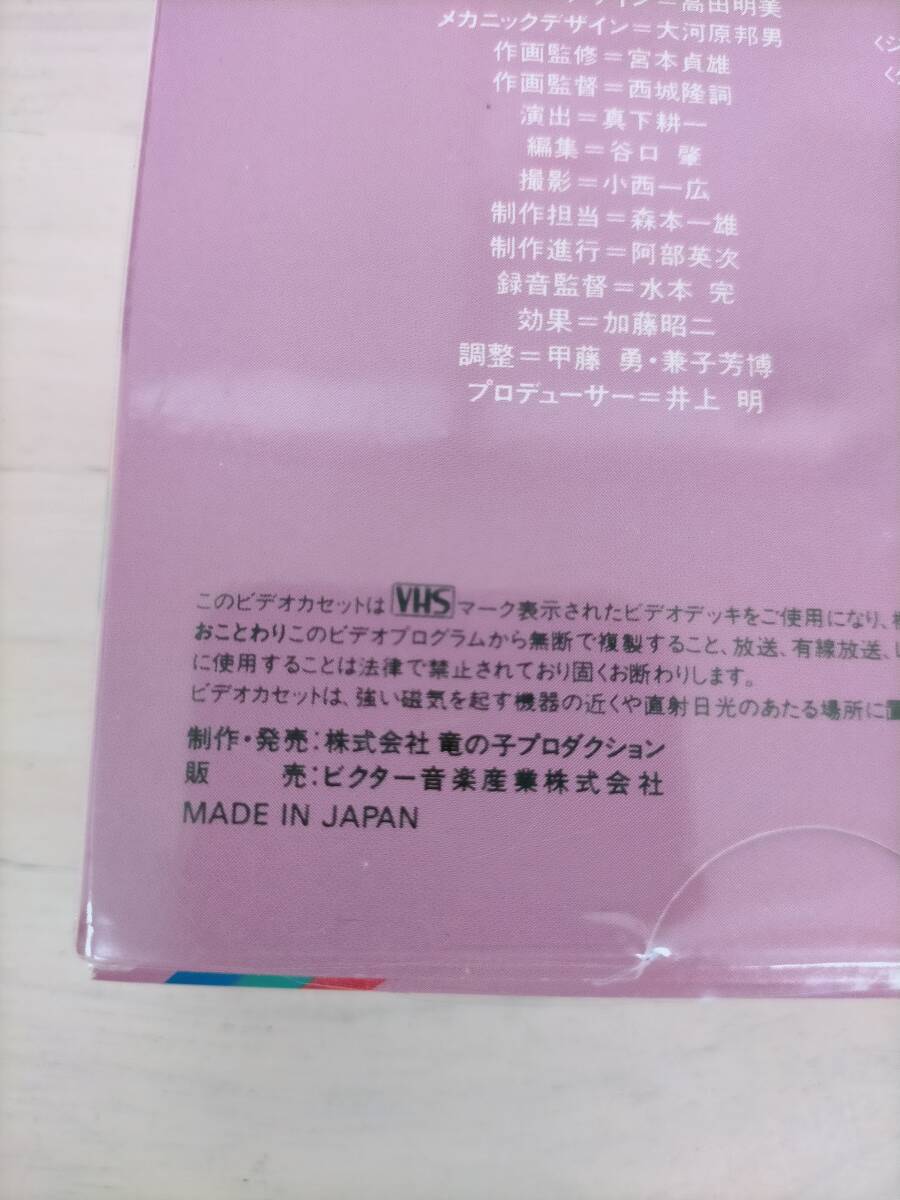 デザイン=高田明美
メカニックデザイン=大河原邦男
作画監修=宮本貞雄
作画監督=西城隆詞
演出=真下耕一
編集=谷口 肇
撮影=小西一広
制作担当=森本一雄
制作進行=阿部英次
録音監督=水本 完
効果=加藤昭二
調整=甲藤 勇・兼子芳博
プロデューサー=井上 明
このビデオカセットは VHS マーク表示されたビデオデッキをご使用になり、
おことわりこのビデオプログラムから無断で複製すること、放送、有線放送、
に使用することは法律で禁止されており固くお断わりします。
ビデオカセットは、強い磁気を起す機器の近くや直射日光のあたる場所に
制作・発売:株式会社 竜の子プロダクション
販 売:ビクター音楽産業株式会社
MADE IN JAPAN